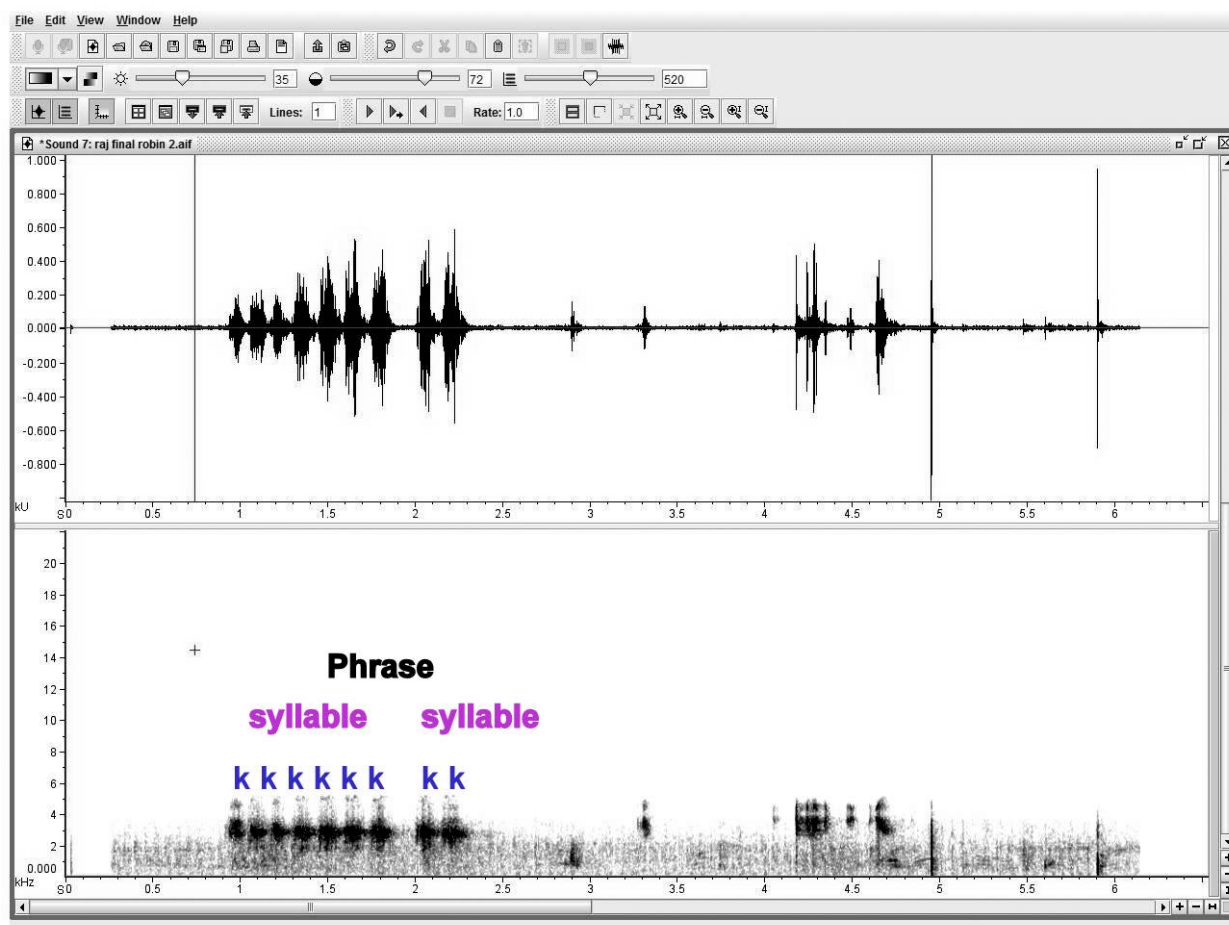 File Edit View Window Help
35 72 520
Lines: 1 Rate: 1.0
*Sound 7: raj final robin 2.aif
1.000
0.800
0.600
0.400
0.200
0.000
-0.200
-0.400
-0.600
-0.800
kU
S 0 0.5 1 1.5 2 2.5 3 3.5 4 4.5 5 5.5 6
20
18
16
14
Phrase
12
10
syllable syllable
8
6
k k k k k k k k
4
2
0.000
kHz
S 0 0.5 1 1.5 2 2.5 3 3.5 4 4.5 5 5.5 6